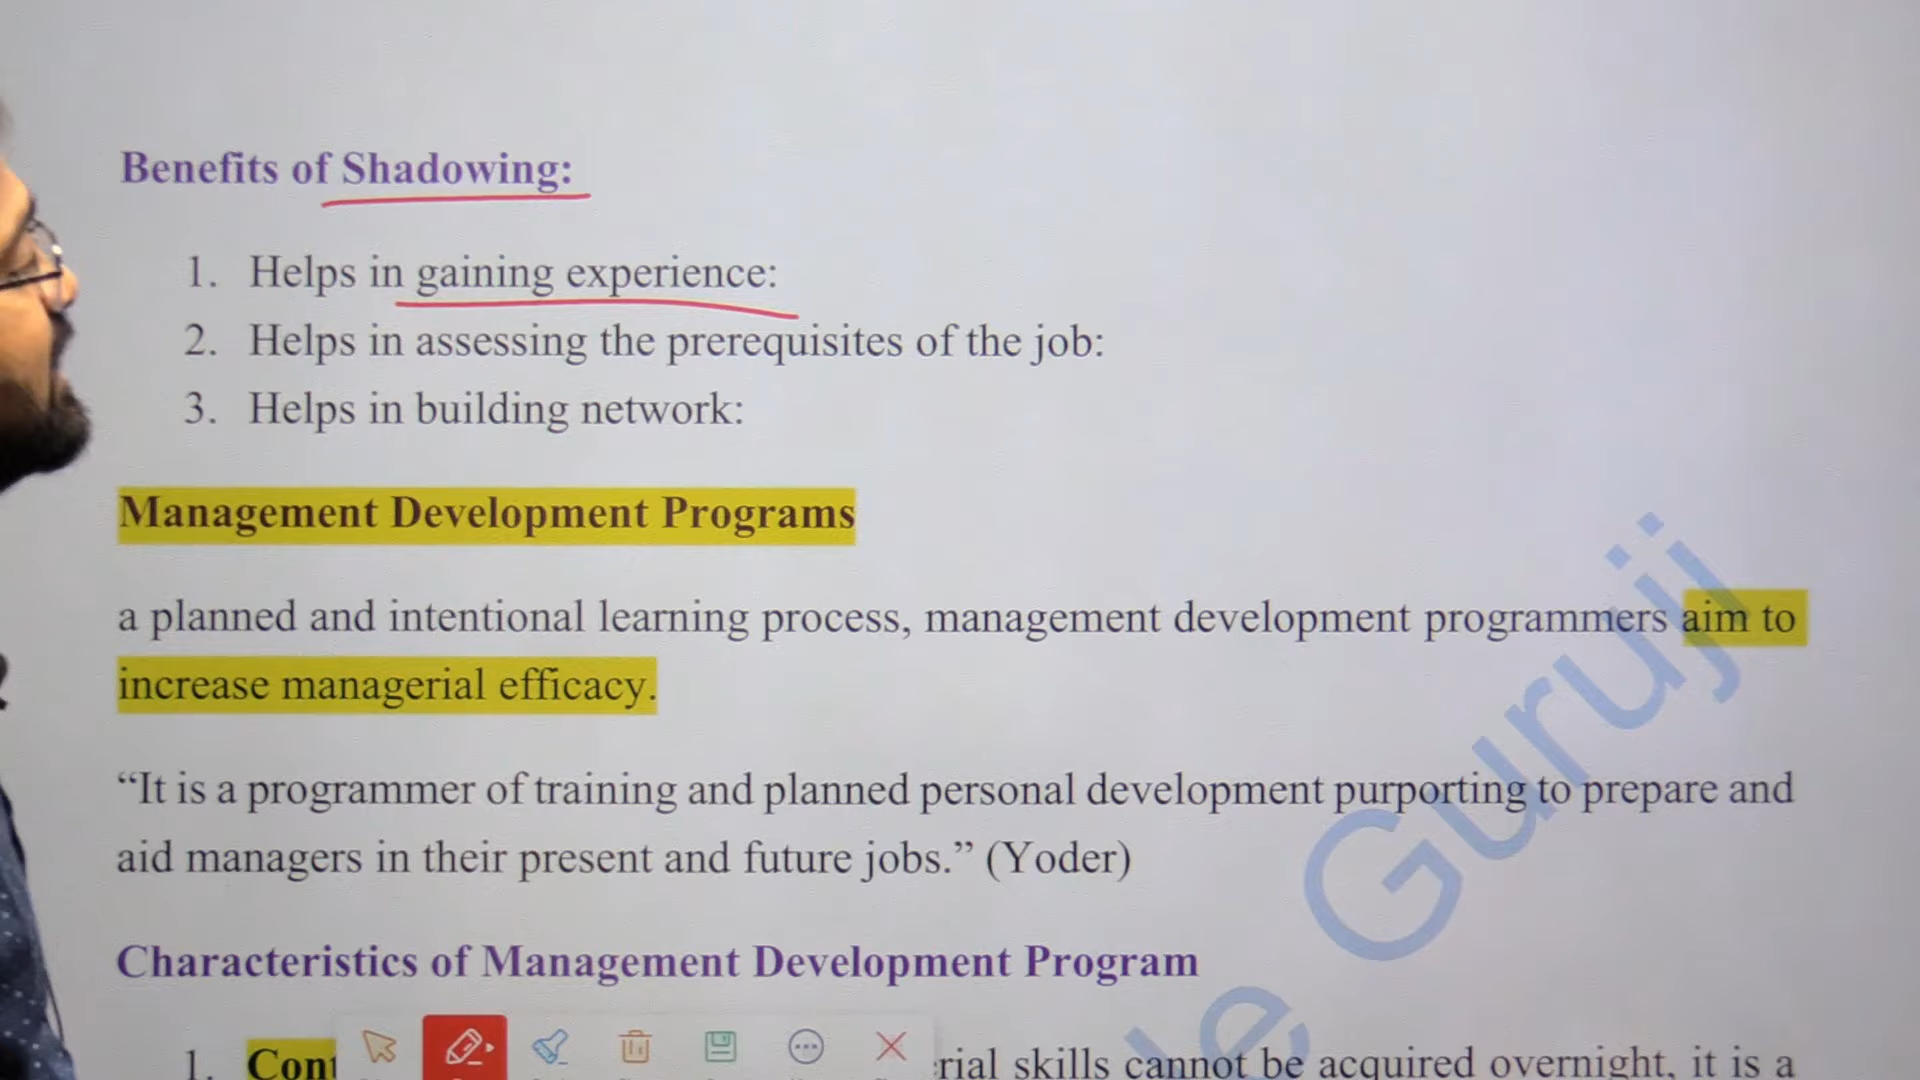 Benefits of Shadowing:
1. Helps in gaining experience:
2. Helps in assessing the prerequisites of the job:
3. Helps in building network:
Management Development Programs
a planned and intentional learning process, management development programmers aim to
increase managerial efficacy.
“It is a programmer of training and planned personal development purporting to prepare and
aid managers in their present and future jobs.” (Yoder)
Characteristics of Management Development Program
1. skills cannot be acquired overnight, it is a
Guruji